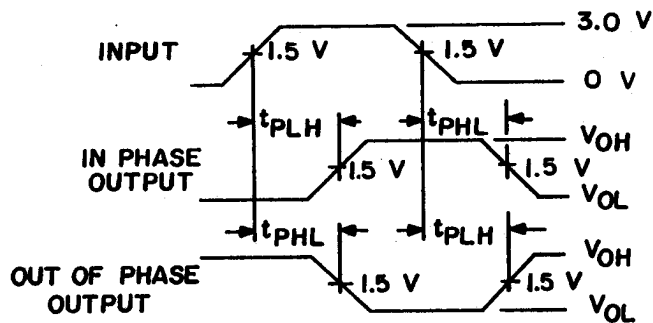 3.0 V
INPUT
1.5 V
1.5 V
0 V
tPLH
tPHL
VOH
IN PHASE
OUTPUT
1.5 V
1.5 V
VOL
tPHL
tPLH
VOH
OUT OF PHASE
OUTPUT
1.5 V
1.5 V
VOL